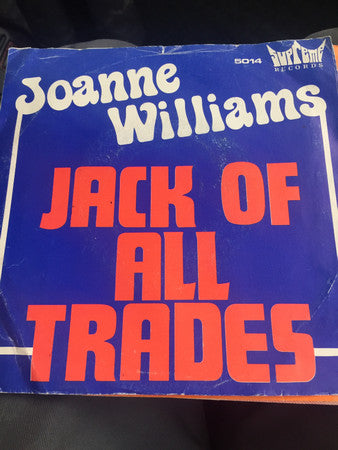 5014
SUPREME
RECORDS
Joanne
Williams
JACK OF
ALL
TRADES